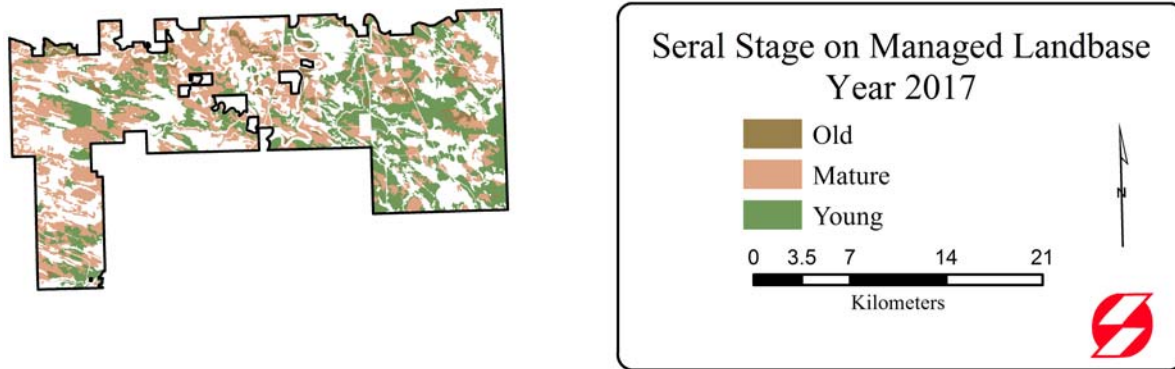 Seral Stage on Managed Landbase
Year 2017
Old
Mature
Young
N
0 3.5 7 14 21
Kilometers